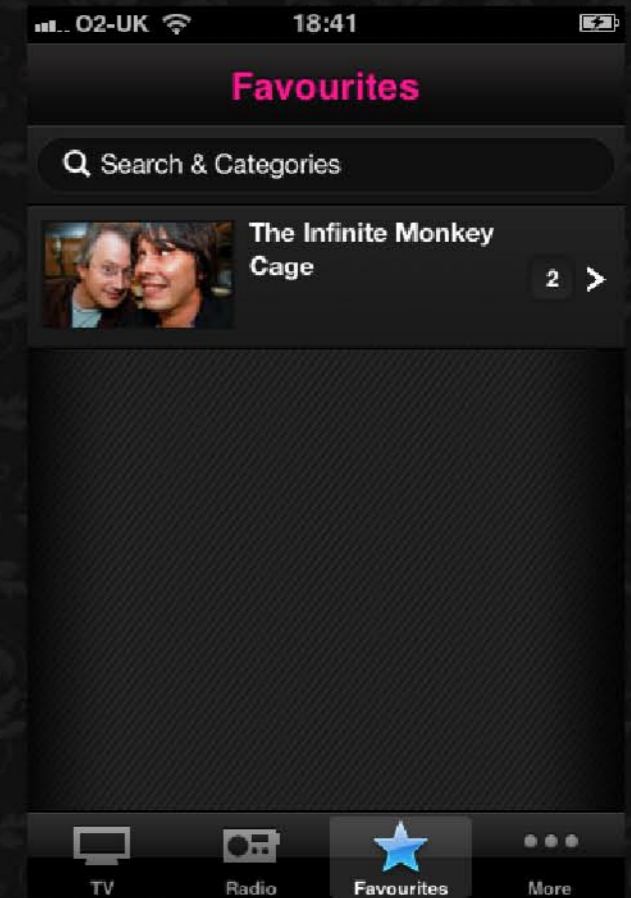 O2-UK 18:41
Favourites
Search & Categories
The Infinite Monkey
Cage
2
TV Radio Favourites More